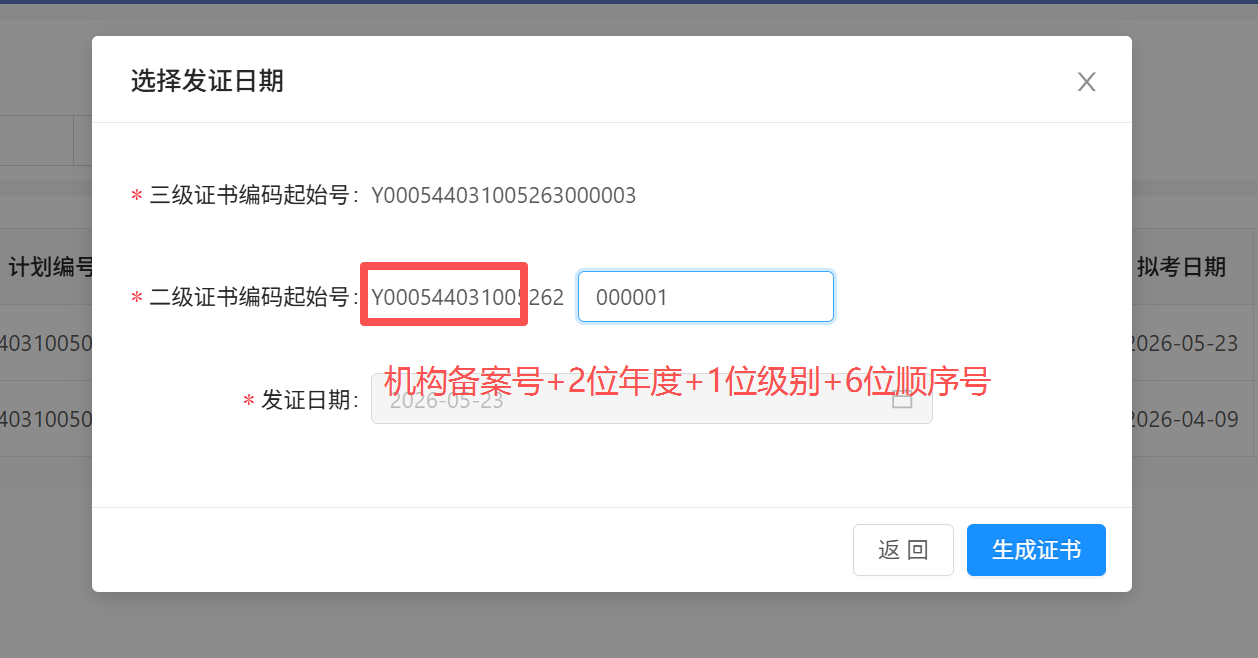 选择发证日期
* 三级证书编码起始号: Y000544031005263000003
计划编号
* 二级证书编码起始号: Y000544031005262 000001
拟考日期
40310050
2026-05-23
机构备案号+2位年度+1位级别+6位顺序号
* 发证日期: 2026-05-23
40310050
2026-04-09
返 回 生成证书